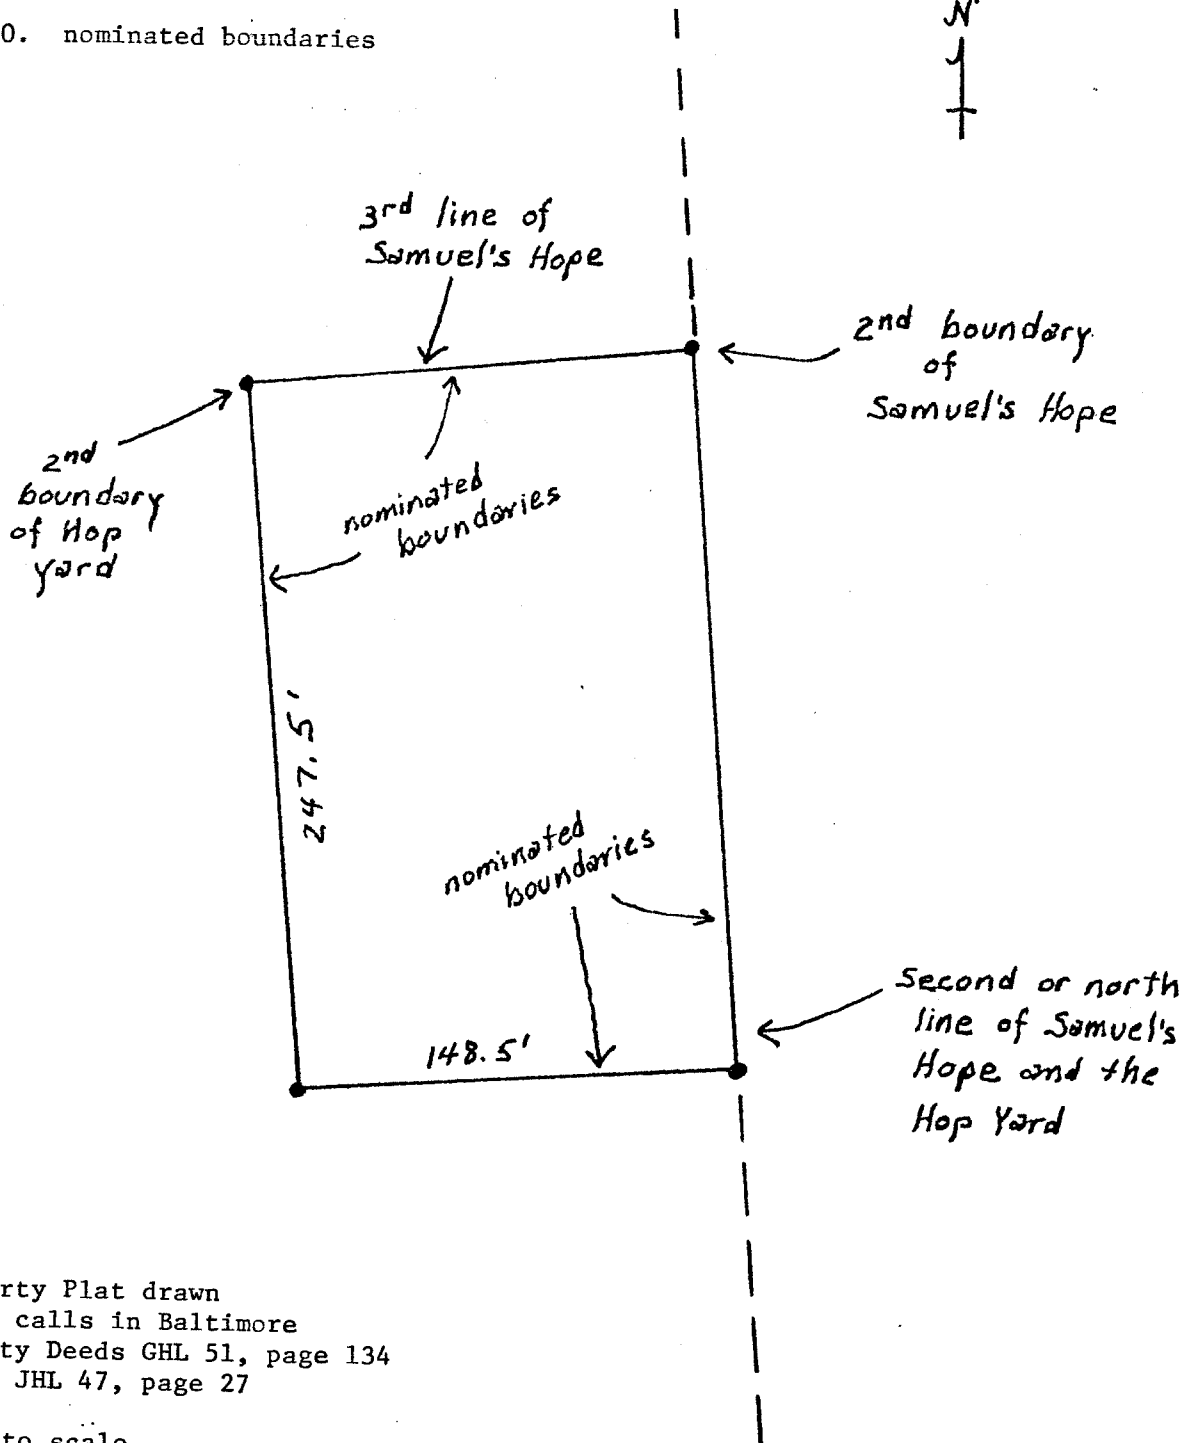 0. nominated boundaries
N
3rd line of
Samuel's Hope
2nd boundary
of
Samuel's Hope
2nd
boundary
of Hop
Yard
nominated
boundaries
247.5'
nominated
boundaries
148.5'
Second or north
line of Samuel's
Hope and the
Hop Yard
rty Plat drawn
calls in Baltimore
ty Deeds GHL 51, page 134
JHL 47, page 27
to scale